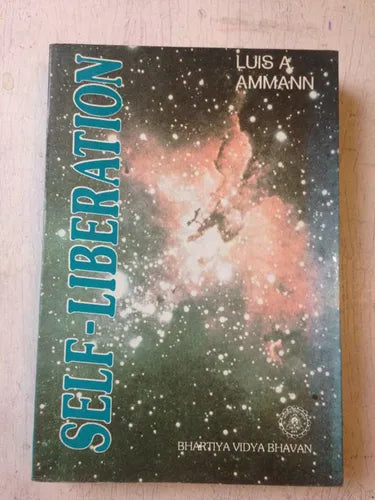 LUIS A.
AMMANN
SELF-LIBERATION
BHARTIYA VIDYA BHAVAN